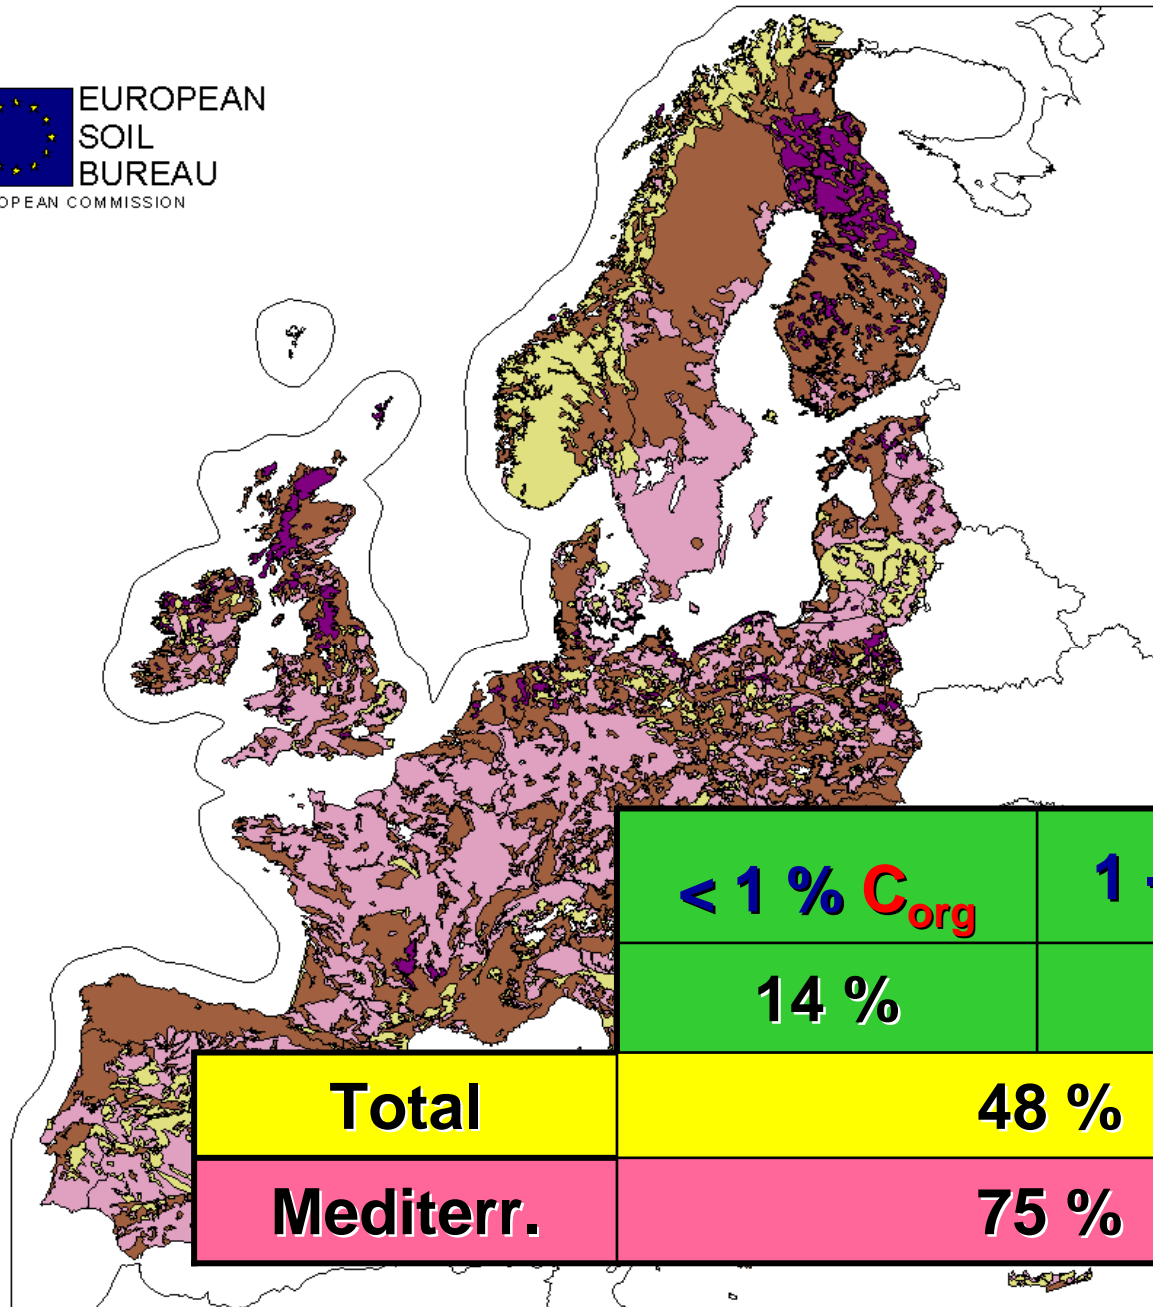 EUROPEAN
SOIL
BUREAU
OPEAN COMMISSION
< 1 % Corg
1 -
14 %
Total
48 %
Mediterr.
75 %